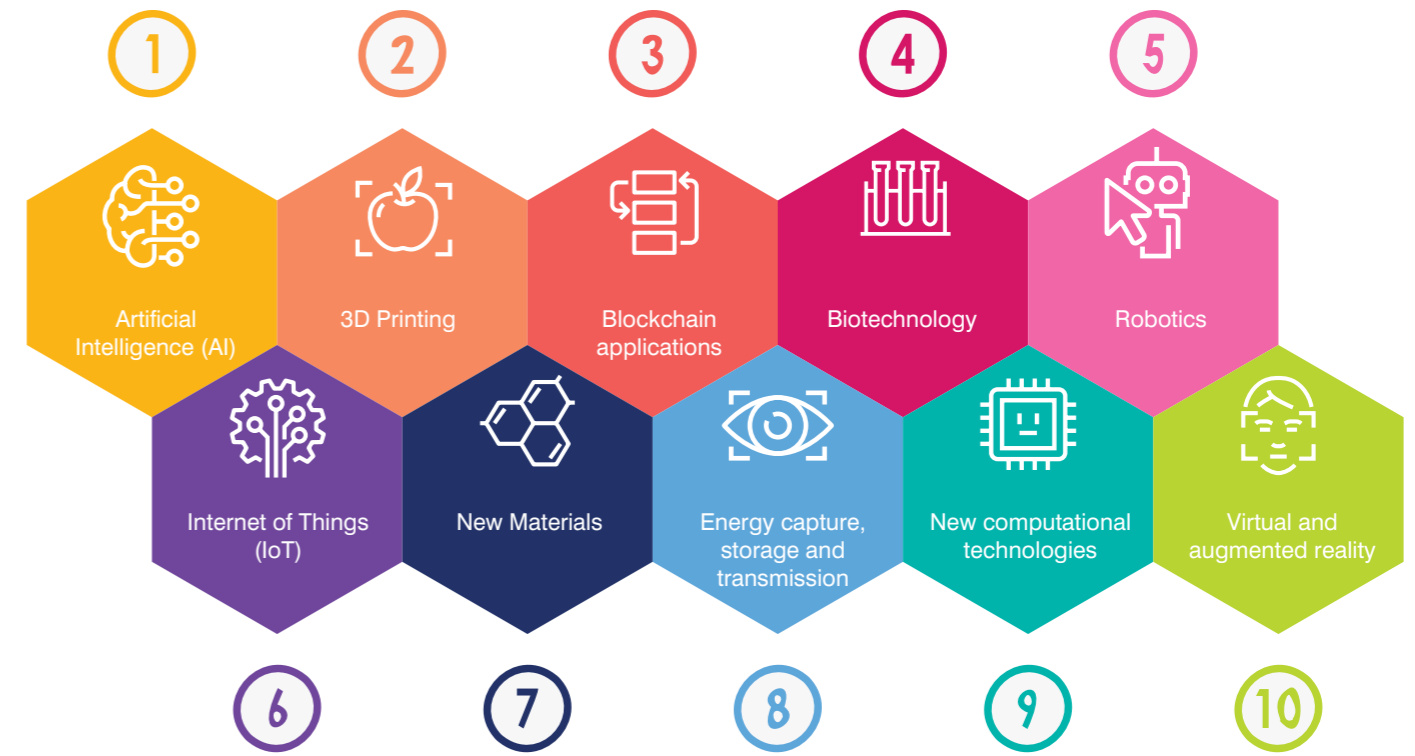 1
2
3
4
5
Artificial
Intelligence (AI)
3D Printing
Blockchain
applications
Biotechnology
Robotics
Internet of Things
(IoT)
New Materials
Energy capture,
storage and
transmission
New computational
technologies
Virtual and
augmented reality
6
7
8
9
10